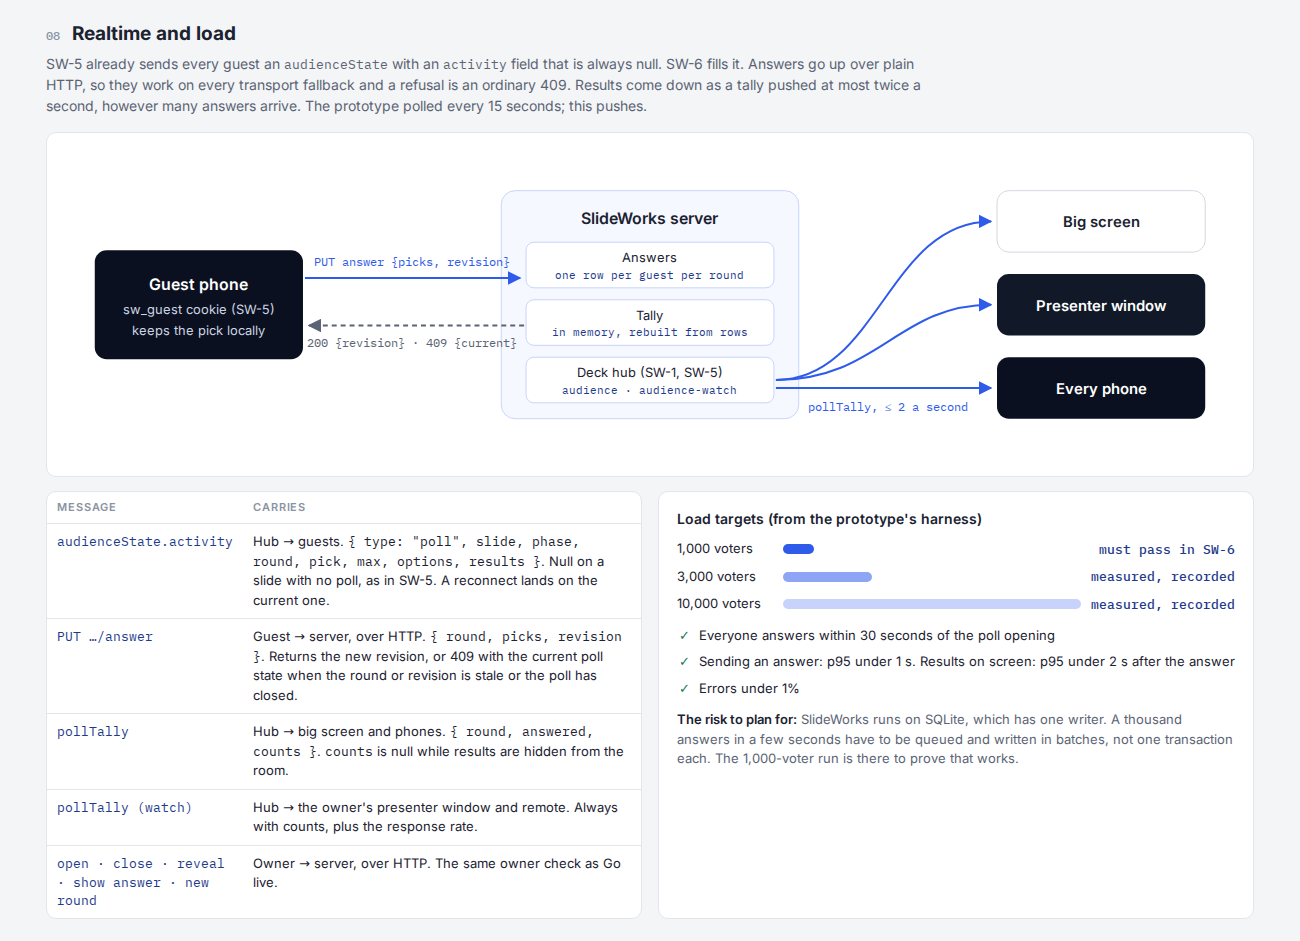 08 Realtime and load
SW-5 already sends every guest an audienceState with an activity field that is always null. SW-6 fills it. Answers go up over plain
HTTP, so they work on every transport fallback and a refusal is an ordinary 409. Results come down as a tally pushed at most twice a
second, however many answers arrive. The prototype polled every 15 seconds; this pushes.
Guest phone
sw_guest cookie (SW-5)
keeps the pick locally
PUT answer {picks, revision}
200 {revision} · 409 {current}
SlideWorks server
Answers
one row per guest per round
Tally
in memory, rebuilt from rows
Deck hub (SW-1, SW-5)
audience · audience-watch
pollTally, ≤ 2 a second
Big screen
Presenter window
Every phone
MESSAGE CARRIES
audienceState.activity
Hub → guests. { type: "poll", slide, phase,
round, pick, max, options, results }. Null on a
slide with no poll, as in SW-5. A reconnect lands on the
current one.
PUT …/answer
Guest → server, over HTTP. { round, picks, revision
}. Returns the new revision, or 409 with the current poll
state when the round or revision is stale or the poll has
closed.
pollTally
Hub → big screen and phones. { round, answered,
counts }. counts is null while results are hidden from the
room.
pollTally (watch)
Hub → the owner's presenter window and remote. Always
with counts, plus the response rate.
open · close · reveal
· show answer · new
round
Owner → server, over HTTP. The same owner check as Go
live.
Load targets (from the prototype's harness)
1,000 voters must pass in SW-6
3,000 voters measured, recorded
10,000 voters measured, recorded
✓ Everyone answers within 30 seconds of the poll opening
✓ Sending an answer: p95 under 1 s. Results on screen: p95 under 2 s after the answer
✓ Errors under 1%
The risk to plan for: SlideWorks runs on SQLite, which has one writer. A thousand
answers in a few seconds have to be queued and written in batches, not one transaction
each. The 1,000-voter run is there to prove that works.